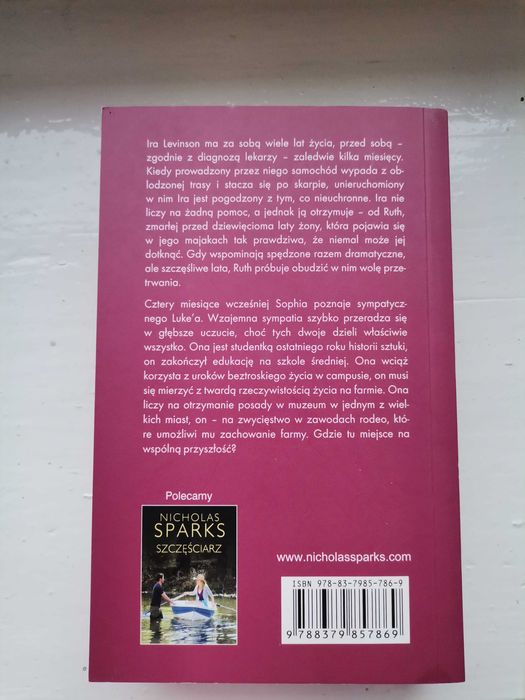 Ira Levinson ma za sobą wiele lat życia, przed sobą –
zgodnie z diagnozą lekarzy – zaledwie kilka miesięcy.
Kiedy prowadzony przez niego samochód wypada z ob-
lodzonej trasy i stacza się po skarpie, unieruchomiony
w nim Ira jest pogodzony z tym, co nieuchronne. Ira nie
liczy na żadną pomoc, a jednak ją otrzymuje – od Ruth,
zmarłej przed dziewięcioma laty żony, która pojawia się
w jego majakach tak prawdziwa, że niemal może jej
dotknąć. Gdy wspominają spędzone razem dramatyczne,
ale szczęśliwe lata, Ruth próbuje obudzić w nim wolę prze-
trwania.
Cztery miesiące wcześniej Sophia poznaje sympatycz-
nego Luke'a. Wzajemna sympatia szybko przeradza się
w głębsze uczucie, choć tych dwoje dzieli właściwie
wszystko. Ona jest studentką ostatniego roku historii sztuki,
on zakończył edukację na szkole średniej. Ona wciąż
korzysta z uroków beztroskiego życia w campusie, on musi
się mierzyć z twardą rzeczywistością życia na farmie. Ona
liczy na otrzymanie posady w muzeum w jednym z wiel-
kich miast, on – na zwycięstwo w zawodach rodeo, któ-
re umożliwi mu zachowanie farmy. Gdzie tu miejsce na
wspólną przyszłość?
Polecamy
NICHOLAS
SPARKS
SZCZĘŚCIARZ
www.nicholassparks.com
ISBN 978-83-7985-786-9
9 788379 857869